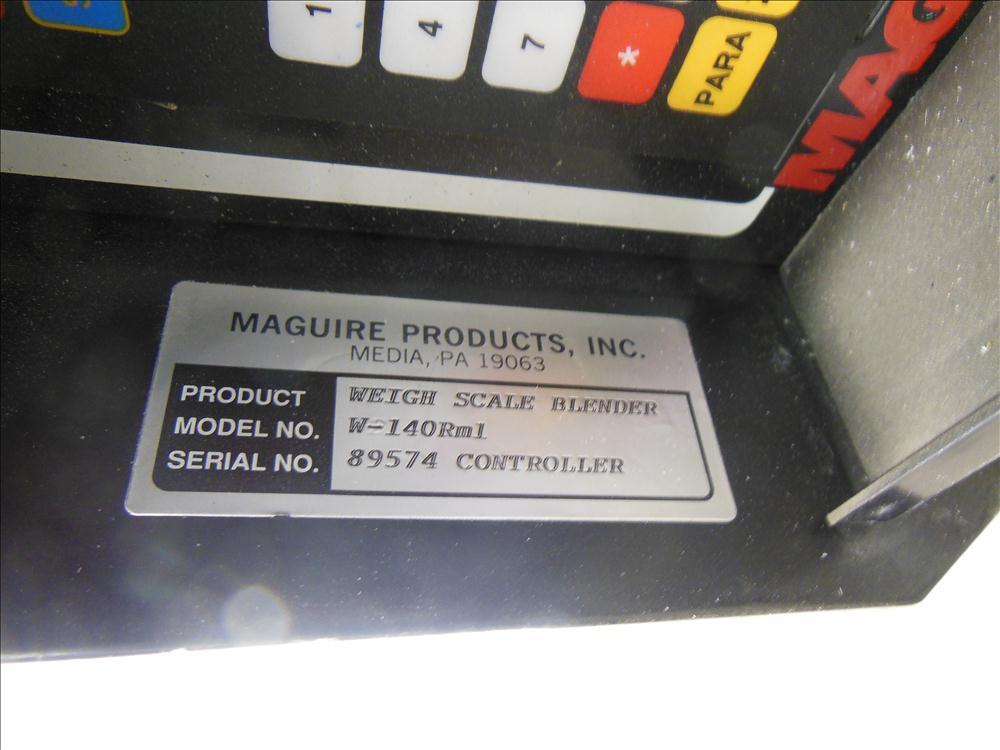 1
4
7
*
PARA
MAG
MAGUIRE PRODUCTS, INC.
MEDIA, PA 19063
PRODUCT WEIGH SCALE BLENDER
MODEL NO. W-140Rml
SERIAL NO. 89574 CONTROLLER